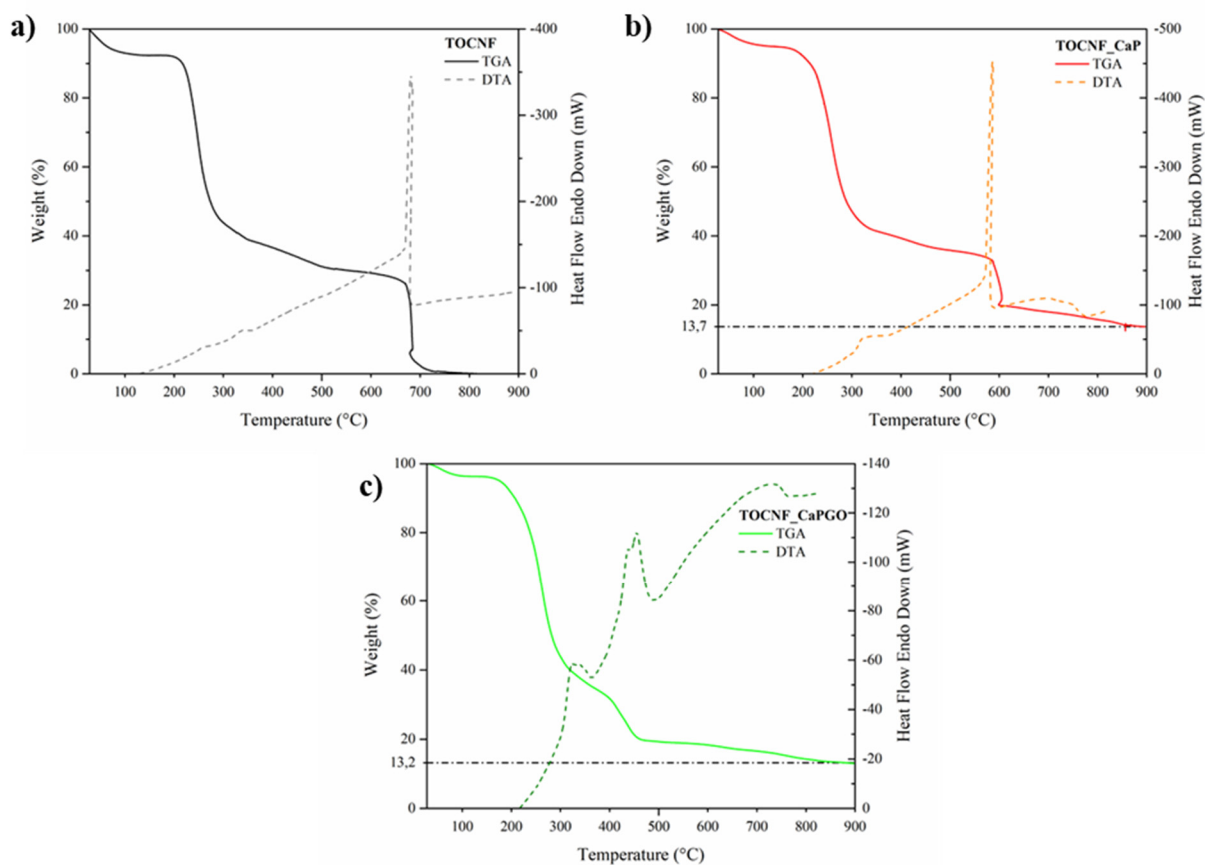 a)
TOCNF
TGA
DTA
100
80
60
40
20
0
Weight (%)
100 200 300 400 500 600 700 800 900
Temperature (°C)
-400
-300
-200
-100
0
Heat Flow Endo Down (mW)
b)
TOCNF_CaP
TGA
DTA
100
80
60
40
20
13,7
0
Weight (%)
100 200 300 400 500 600 700 800 900
Temperature (°C)
-500
-400
-300
-200
-100
0
Heat Flow Endo Down (mW)
c)
TOCNF_CaPGO
TGA
DTA
100
80
60
40
20
13,2
0
Weight (%)
100 200 300 400 500 600 700 800 900
Temperature (°C)
-140
-120
-100
-80
-60
-40
-20
0
Heat Flow Endo Down (mW)